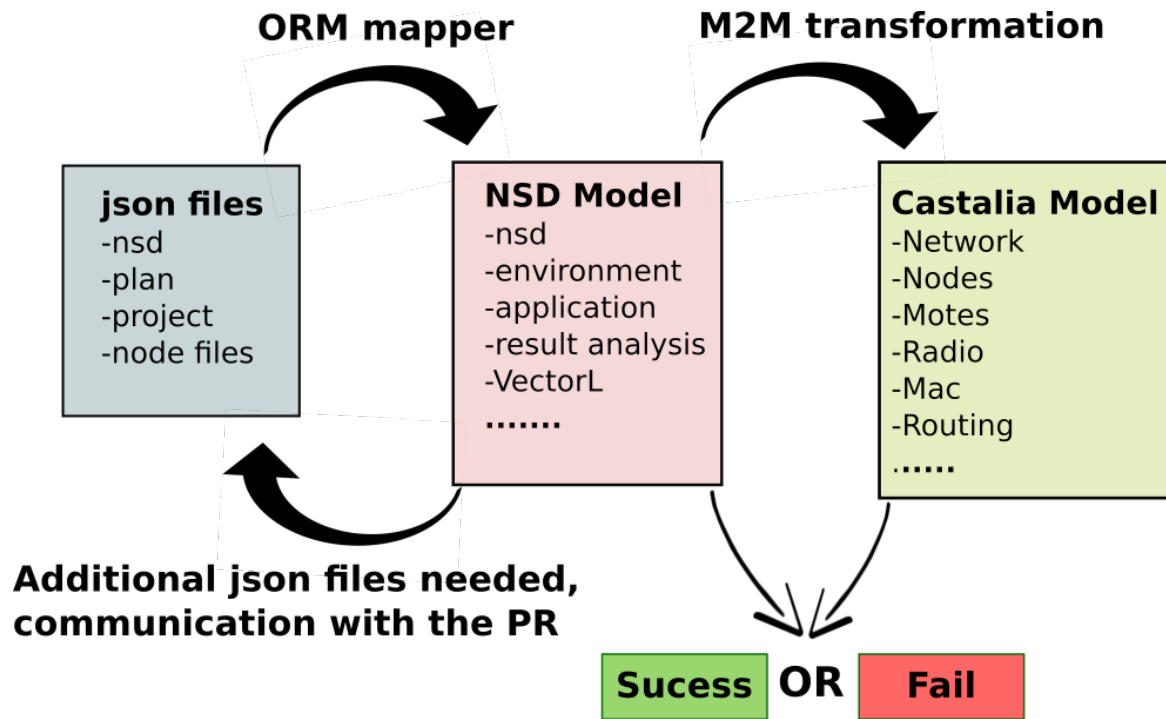 ORM mapper
M2M transformation
json files
-nsd
-plan
-project
-node files
NSD Model
-nsd
-environment
-application
-result analysis
-VectorL
.......
Castalia Model
-Network
-Nodes
-Motes
-Radio
-Mac
-Routing
......
Additional json files needed,
communication with the PR
Sucess OR Fail